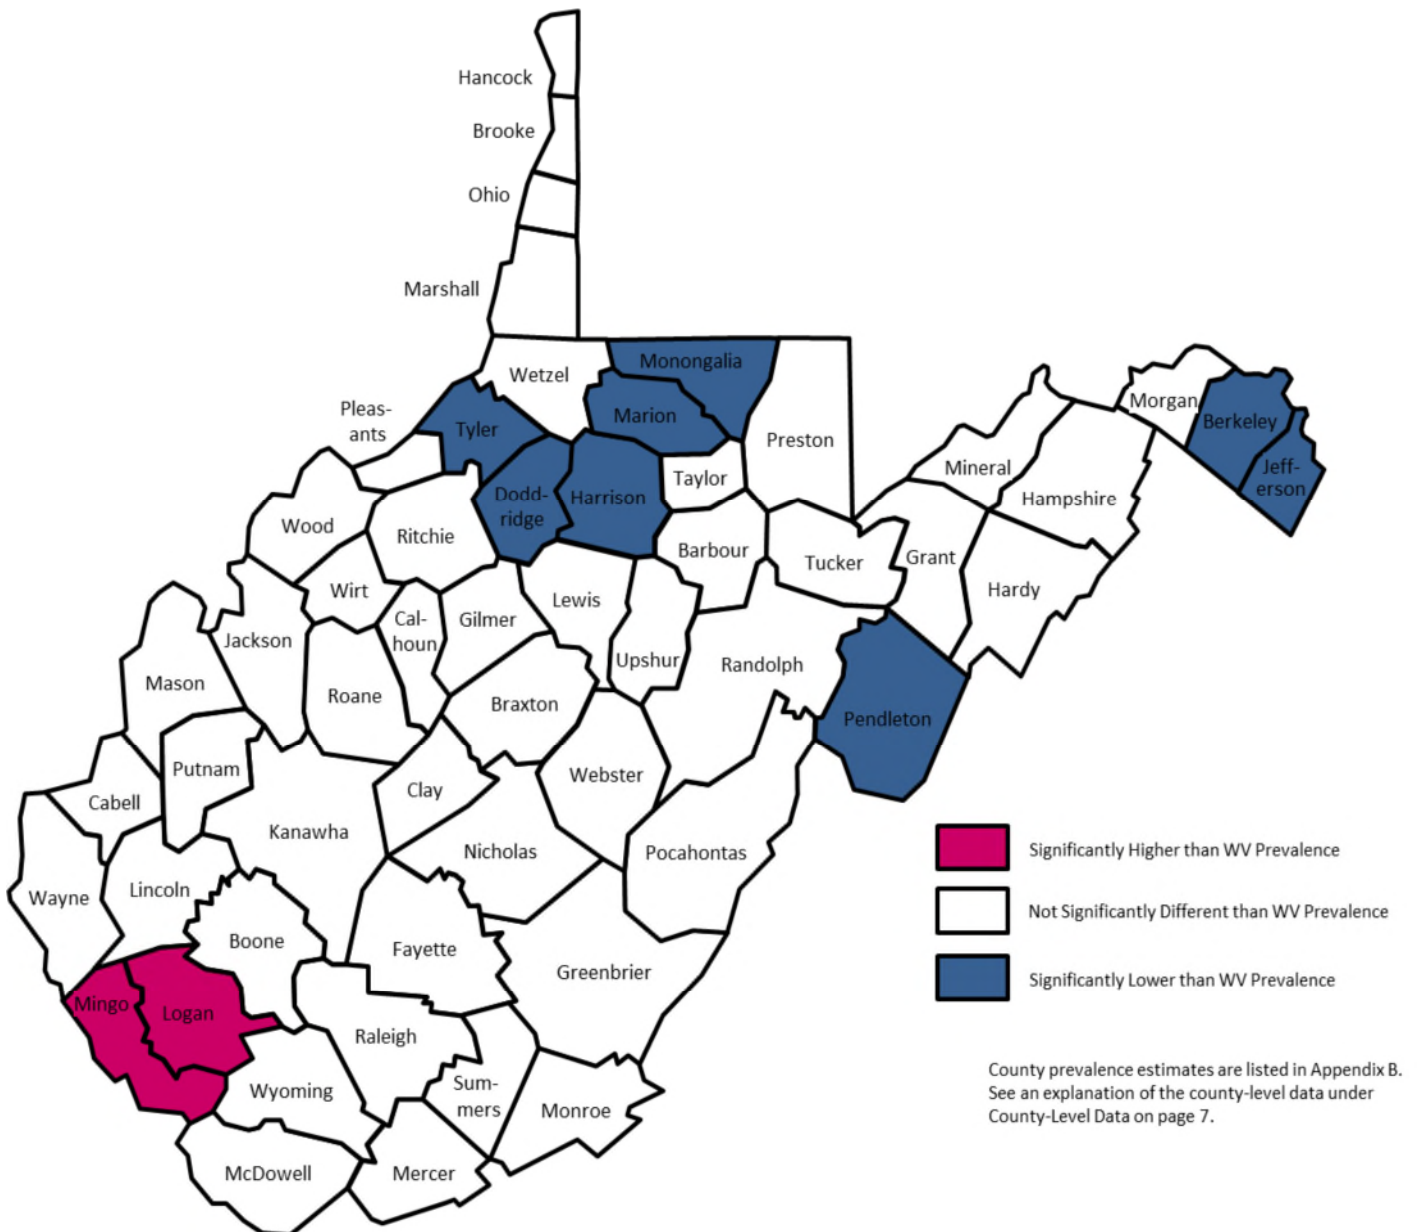 Hancock
Brooke
Ohio
Marshall
Wetzel
Monongalia
Pleas-
ants
Tyler
Marion
Preston
Morgan
Berkeley
Jeff-
erson
Mineral
Hampshire
Taylor
Dodd-
ridge
Harrison
Wood
Ritchie
Barbour
Tucker
Grant
Hardy
Wirt
Cal-
houn
Gilmer
Lewis
Upshur
Randolph
Jackson
Mason
Roane
Braxton
Pendleton
Putnam
Cabell
Clay
Webster
Kanawha
Nicholas
Pocahontas
Wayne
Lincoln
Boone
Fayette
Greenbrier
Mingo
Logan
Raleigh
Wyoming
Sum-
mers
Monroe
McDowell
Mercer
Significantly Higher than WV Prevalence
Not Significantly Different than WV Prevalence
Significantly Lower than WV Prevalence
County prevalence estimates are listed in Appendix B.
See an explanation of the county-level data under
County-Level Data on page 7.